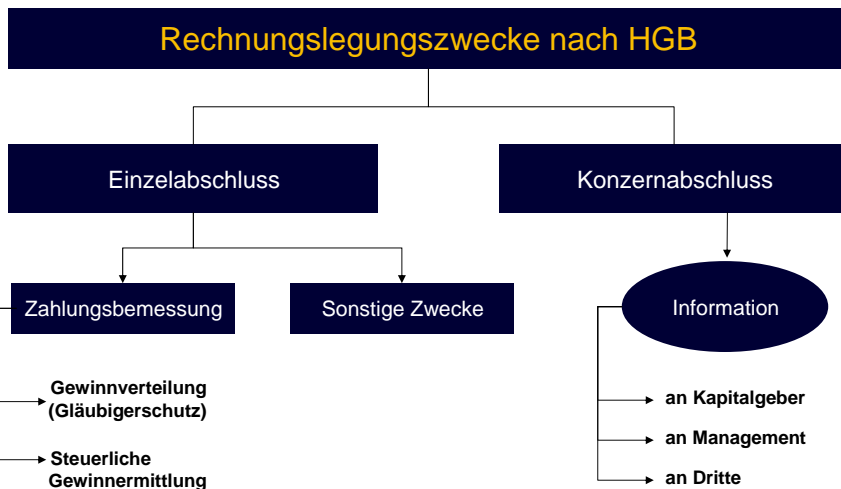 Rechnungslegungszwecke nach HGB
Einzelabschluss
Konzernabschluss
Zahlungsbemessung
Sonstige Zwecke
Information
Gewinnverteilung
(Gläubigerschutz)
Steuerliche
Gewinnermittlung
an Kapitalgeber
an Management
an Dritte